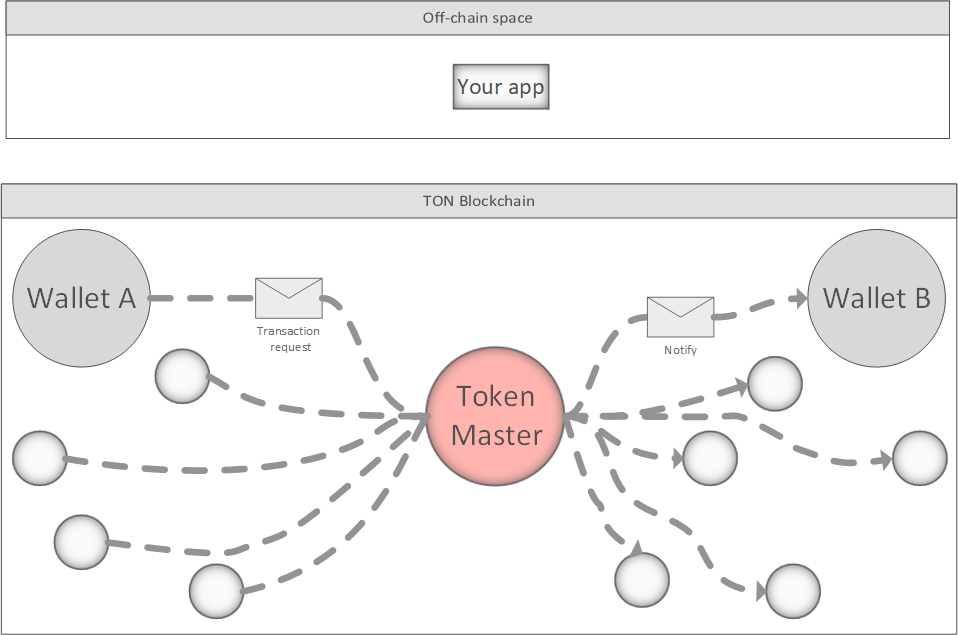 Off-chain space
Your app
TON Blockchain
Wallet A
Transaction
request
Notify
Wallet B
Token
Master